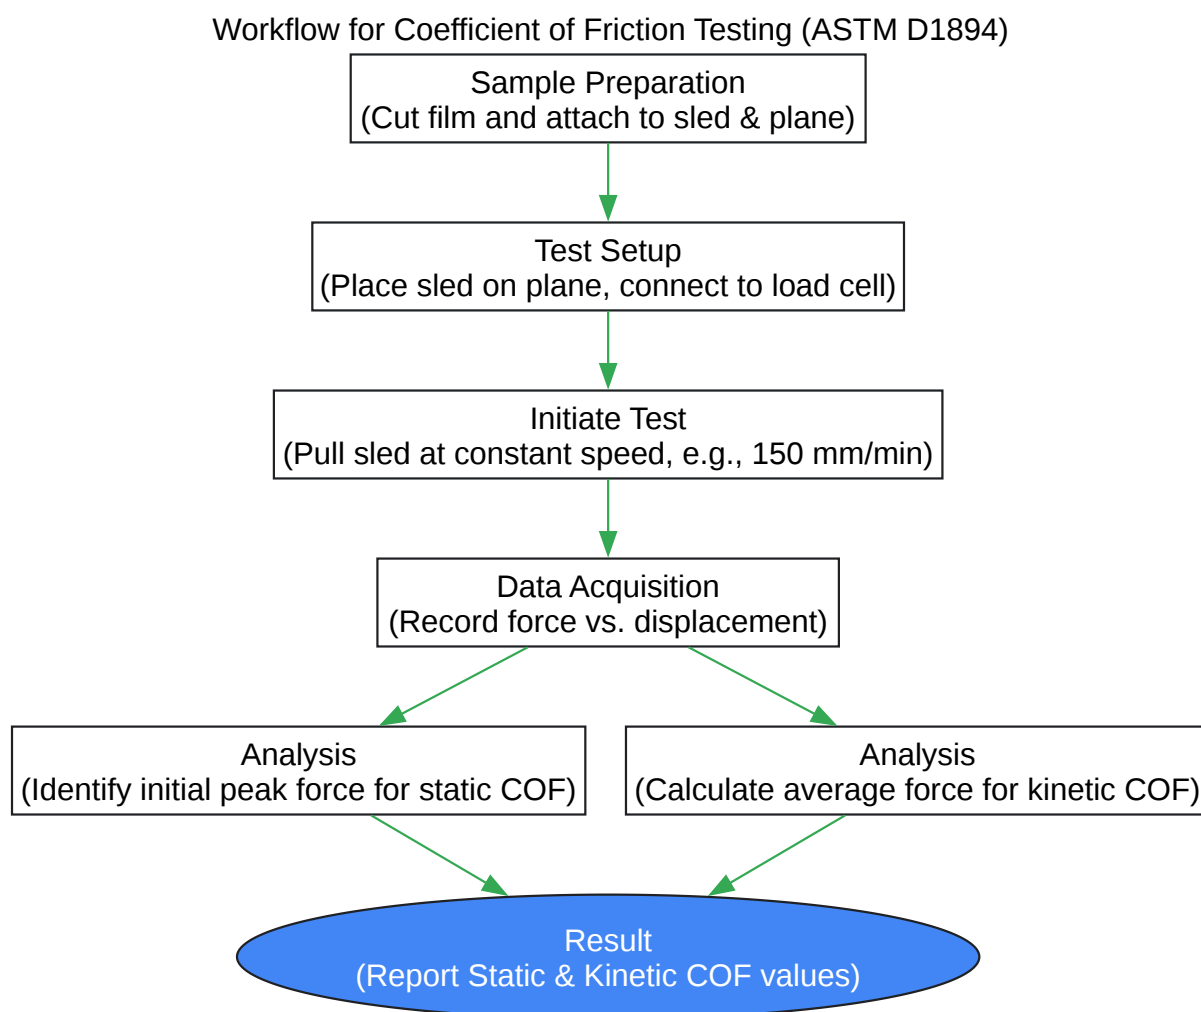 Workflow for Coefficient of Friction Testing (ASTM D1894)
Sample Preparation
(Cut film and attach to sled & plane)
Test Setup
(Place sled on plane, connect to load cell)
Initiate Test
(Pull sled at constant speed, e.g., 150 mm/min)
Data Acquisition
(Record force vs. displacement)
Analysis
(Identify initial peak force for static COF)
Analysis
(Calculate average force for kinetic COF)
Result
(Report Static & Kinetic COF values)